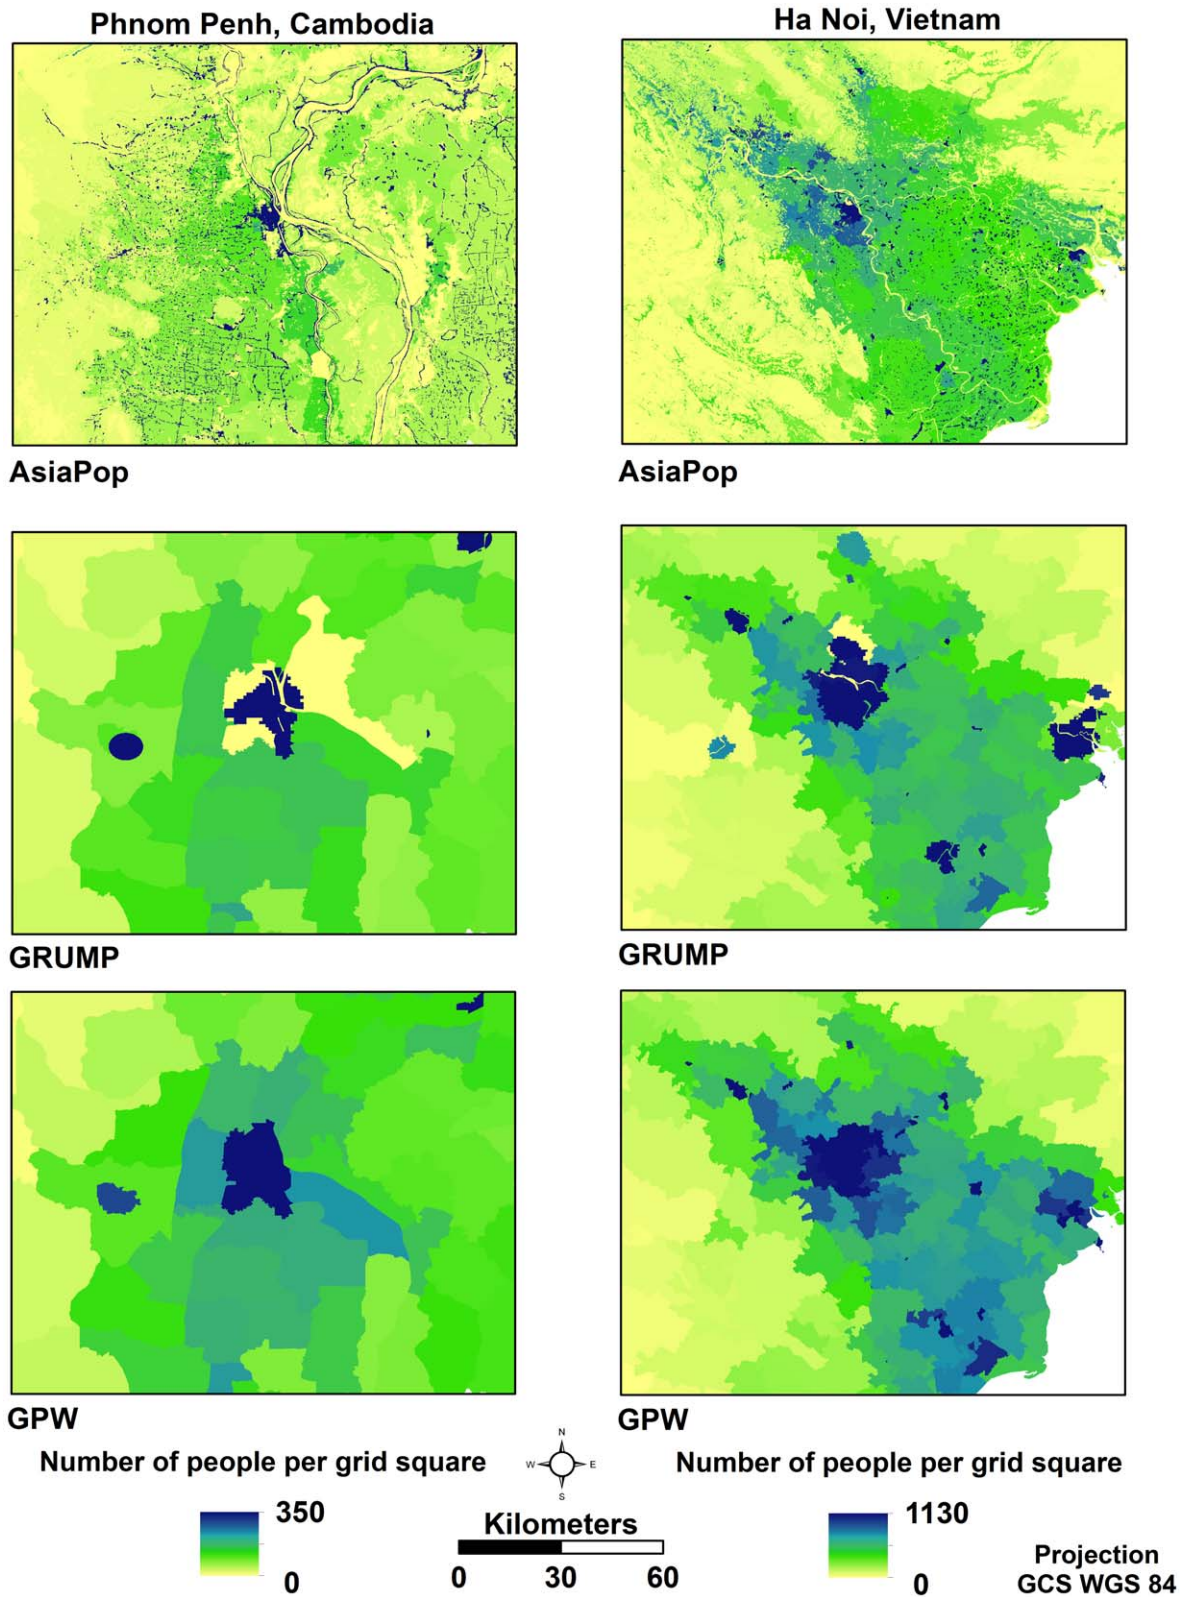 Phnom Penh, Cambodia
Ha Noi, Vietnam
AsiaPop
AsiaPop
GRUMP
GRUMP
GPW
GPW
Number of people per grid square
N
W E
S
Number of people per grid square
350
0
Kilometers
0 30 60
1130
0
Projection
GCS WGS 84